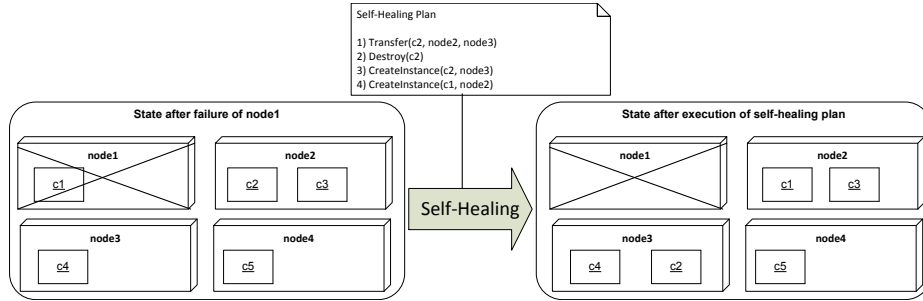 Self-Healing Plan
1) Transfer(c2, node2, node3)
2) Destroy(c2)
3) CreateInstance(c2, node3)
4) CreateInstance(c1, node2)
State after failure of node1
node1
c1
node2
c2 c3
node3
c4
node4
c5
Self-Healing
State after execution of self-healing plan
node1
node2
c1 c3
node3
c4 c2
node4
c5